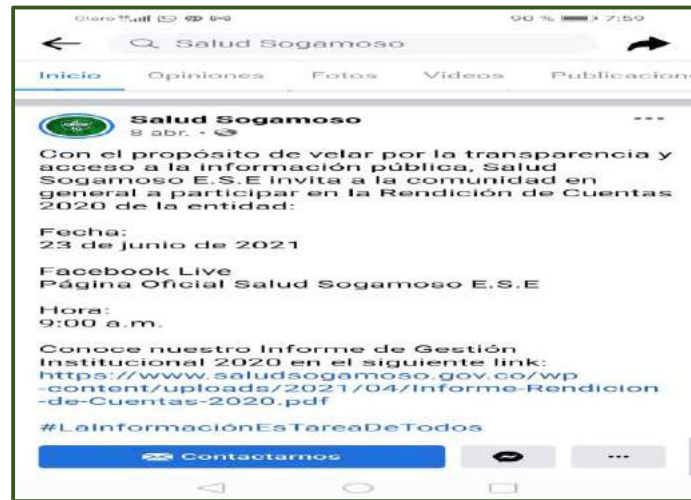 Claro 90 % 7:59
Salud Sogamoso
Inicio Opiniones Fotos Videos Publicacion
Salud Sogamoso
8 abr. ·
Con el propósito de velar por la transparencia y
acceso a la información pública, Salud
Sogamoso E.S.E invita a la comunidad en
general a participar en la Rendición de Cuentas
2020 de la entidad:
Fecha:
23 de junio de 2021
Facebook Live
Página Oficial Salud Sogamoso E.S.E
Hora:
9:00 a.m.
Conoce nuestro Informe de Gestión
Institucional 2020 en el siguiente link:
https://www.saludsogamoso.gov.co/wp
-content/uploads/2021/04/Informe-Rendicion
-de-Cuentas-2020.pdf
#LaInformaciónEsTareaDeTodos
Contactarnos